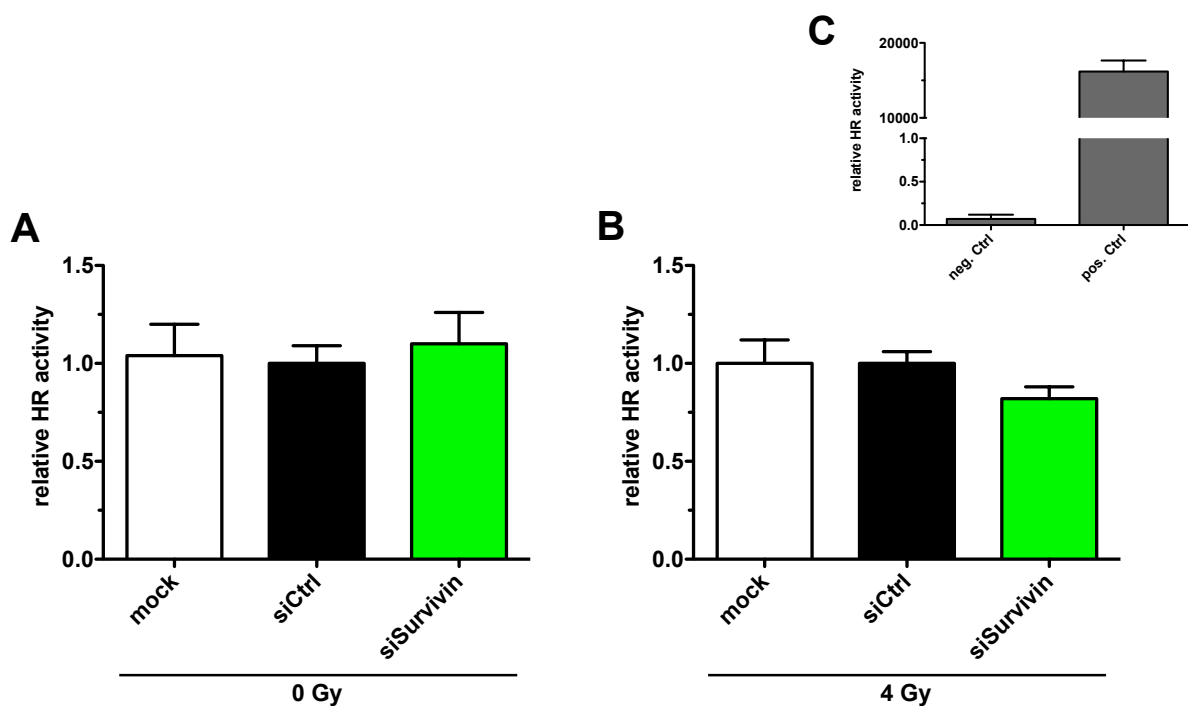 C
relative HR activity
20000
10000
1.0
0.5
0.0
neg. Ctrl
pos. Ctrl
A
relative HR activity
1.5
1.0
0.5
0.0
mock
siCtrl
siSurvivin
0 Gy
B
relative HR activity
1.5
1.0
0.5
0.0
mock
siCtrl
siSurvivin
4 Gy